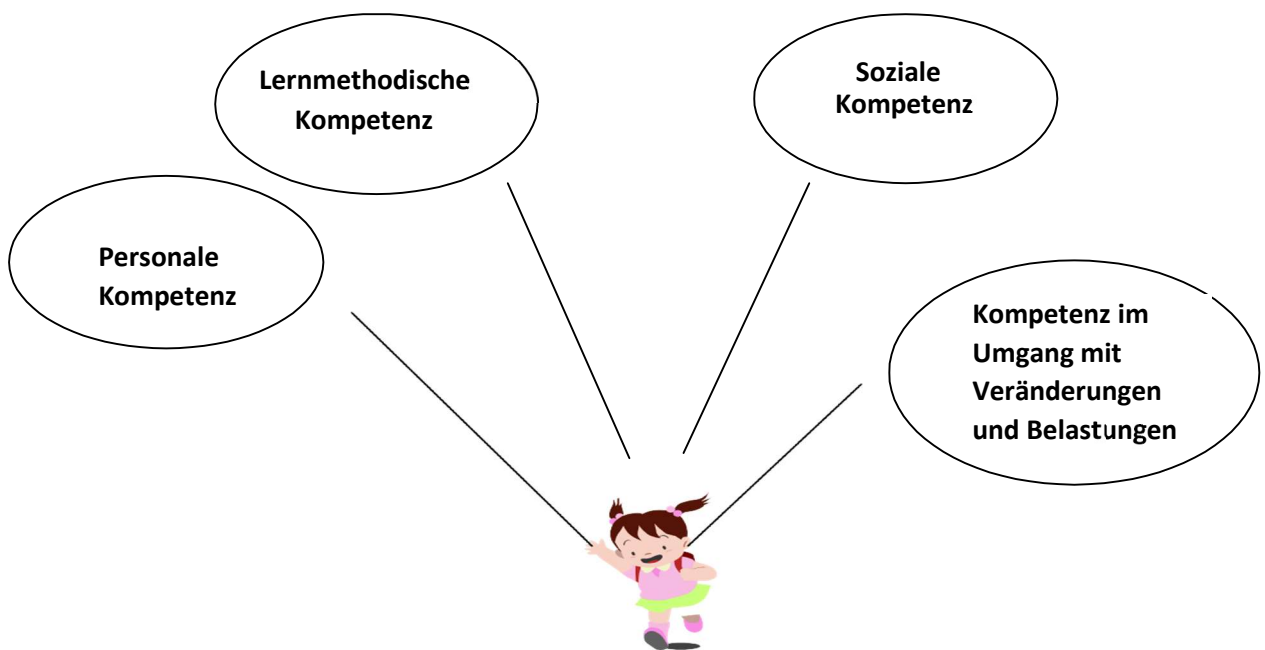 Lernmethodische
Kompetenz
Soziale
Kompetenz
Personale
Kompetenz
Kompetenz im
Umgang mit
Veränderungen
und Belastungen